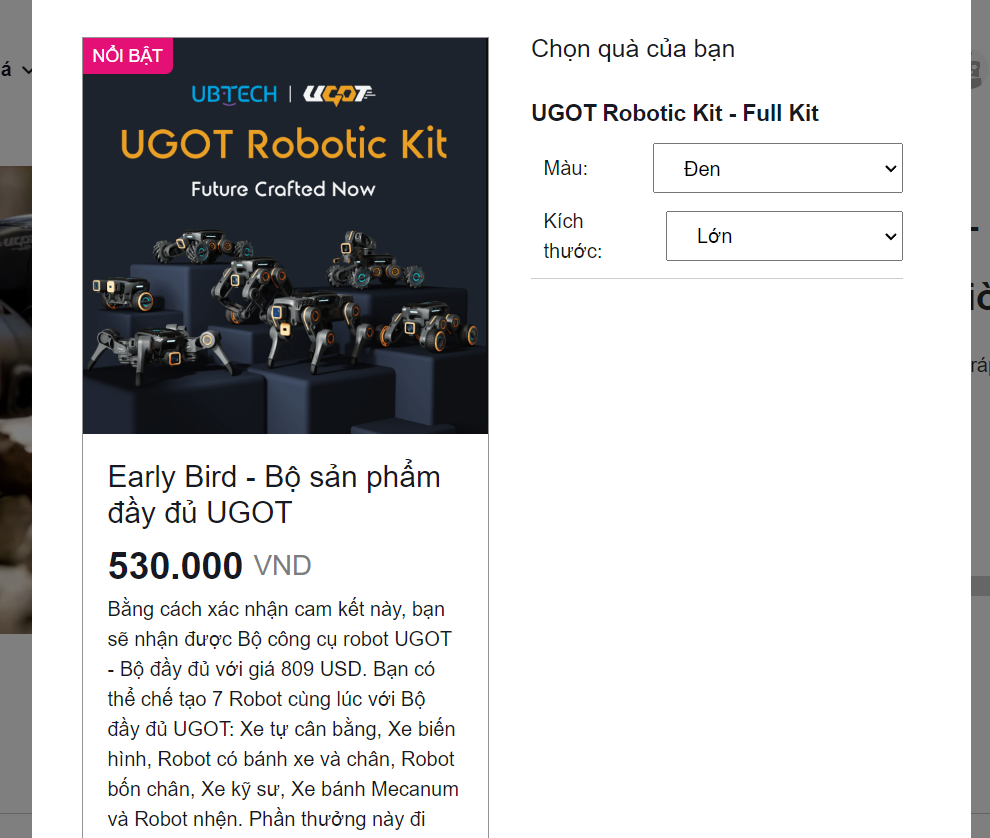 NỔI BẬT
UBTECH | UGOT
UGOT Robotic Kit
Future Crafted Now
Early Bird - Bộ sản phẩm
đầy đủ UGOT
530.000 VND
Bằng cách xác nhận cam kết này, bạn
sẽ nhận được Bộ công cụ robot UGOT
- Bộ đầy đủ với giá 809 USD. Bạn có
thể chế tạo 7 Robot cùng lúc với Bộ
đầy đủ UGOT: Xe tự cân bằng, Xe biến
hình, Robot có bánh xe và chân, Robot
bốn chân, Xe kỹ sư, Xe bánh Mecanum
và Robot nhện. Phần thưởng này đi
Chọn quà của bạn
UGOT Robotic Kit - Full Kit
Màu: Đen
Kích
thước: Lớn